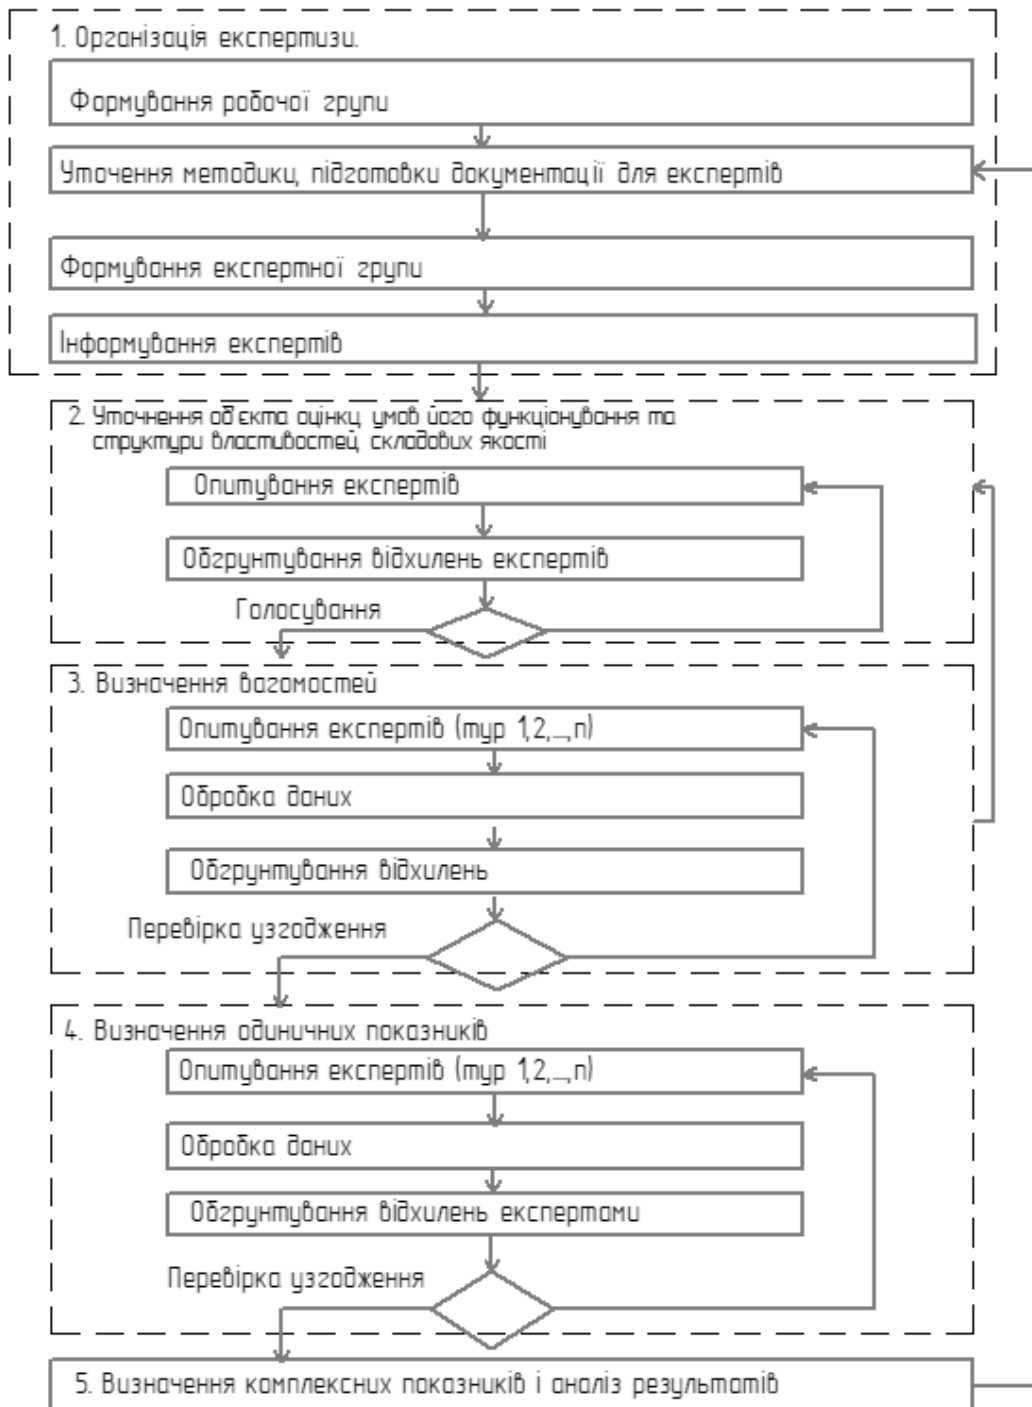 1. Організація експертизи.
Формування робочої групи
Уточення методики, підготовки документації для експертів
Формування експертної групи
Інформування експертів
2. Уточнення об'єкта оцінки, умов його функціонування та
структури властивостей, складових якості
Опитування експертів
Обгрунтування відхилень експертів
Голосування
3. Визначення вагомостей
Опитування експертів (тур 1,2,...,n)
Обробка даних
Обгрунтування відхилень
Перевірка узгодження
4. Визначення одиничних показників
Опитування експертів (тур 1,2,...,n)
Обробка даних
Обгрунтування відхилень експертами
Перевірка узгодження
5. Визначення комплексних показників і аналіз результатів